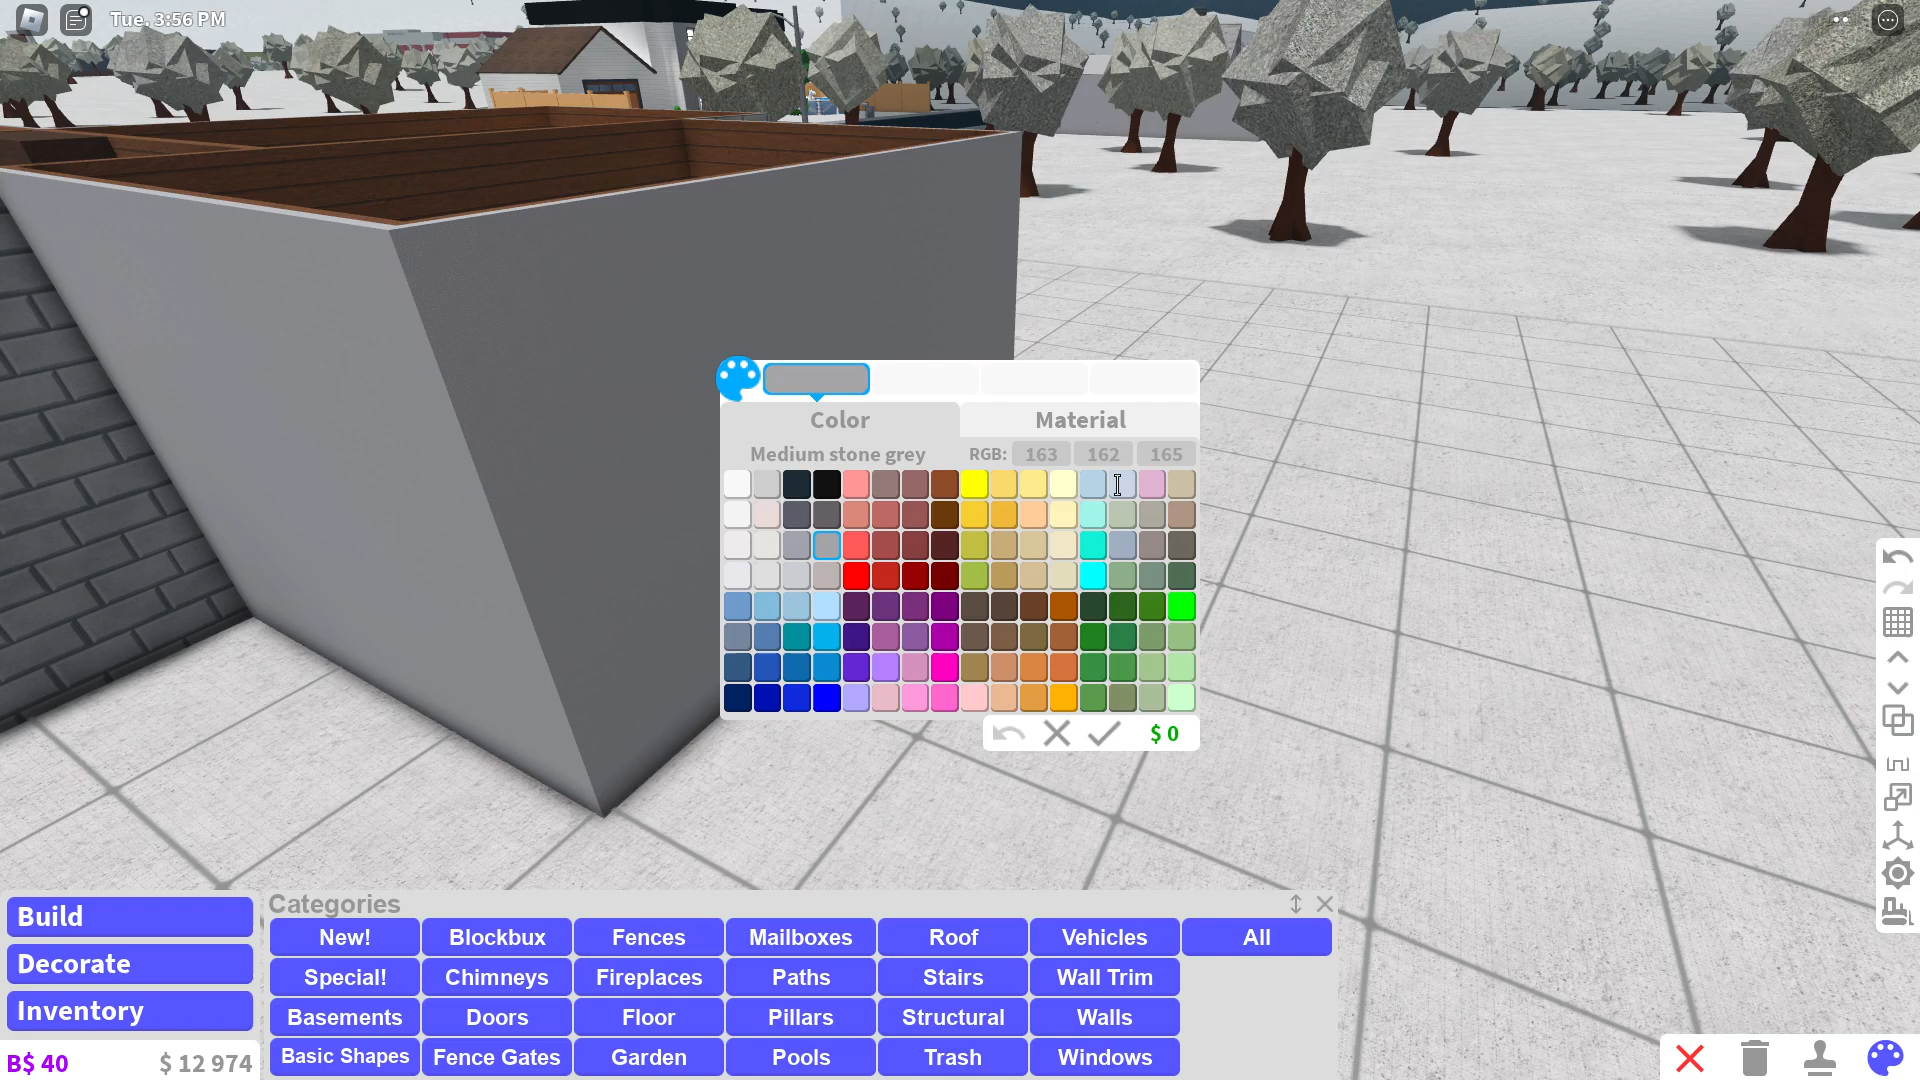 Tue. 3:56 PM
Color
Material
Medium stone grey
RGB: 163 162 165
$ 0
Build
Decorate
Inventory
B$ 40
$ 12 974
Categories
New!
Blockbux
Fences
Mailboxes
Roof
Vehicles
All
Special!
Chimneys
Fireplaces
Paths
Stairs
Wall Trim
Basements
Doors
Floor
Pillars
Structural
Walls
Basic Shapes
Fence Gates
Garden
Pools
Trash
Windows